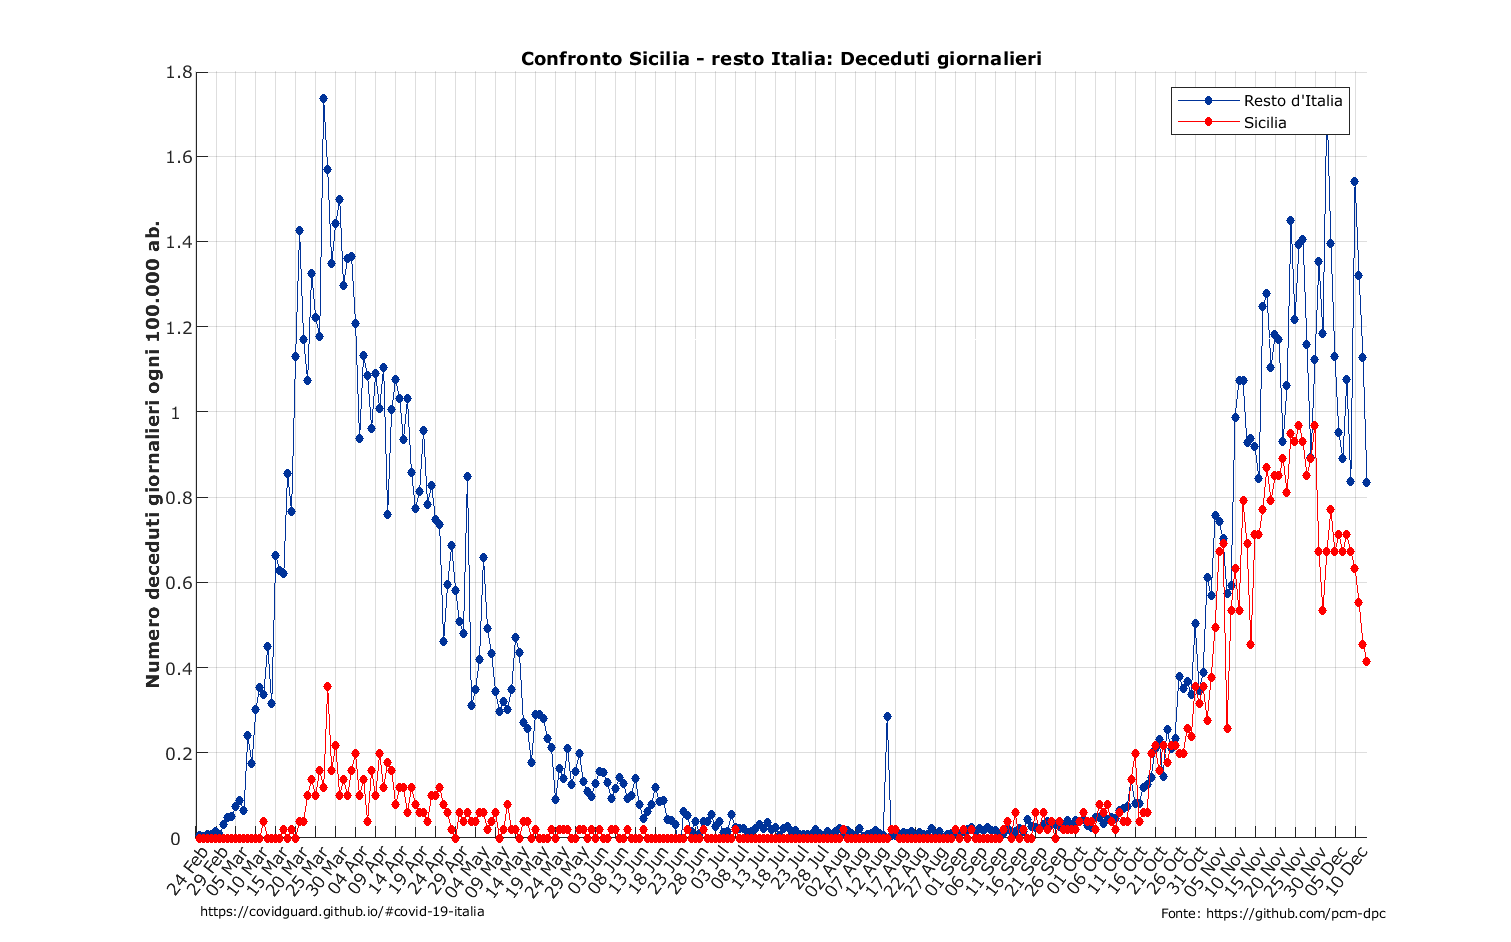 Confronto Sicilia - resto Italia: Deceduti giornalieri
Numero deceduti giornalieri ogni 100.000 ab.
1.8
1.6
1.4
1.2
1
0.8
0.6
0.4
0.2
0
Resto d'Italia
Sicilia
24 Feb
29 Feb
05 Mar
10 Mar
15 Mar
20 Mar
25 Mar
30 Mar
04 Apr
09 Apr
14 Apr
19 Apr
24 Apr
29 Apr
04 May
09 May
14 May
19 May
24 May
29 May
03 Jun
08 Jun
13 Jun
18 Jun
23 Jun
28 Jun
03 Jul
08 Jul
13 Jul
18 Jul
23 Jul
28 Jul
02 Aug
07 Aug
12 Aug
17 Aug
22 Aug
27 Aug
01 Sep
06 Sep
11 Sep
16 Sep
21 Sep
26 Sep
01 Oct
06 Oct
11 Oct
16 Oct
21 Oct
26 Oct
31 Oct
05 Nov
10 Nov
15 Nov
20 Nov
25 Nov
30 Nov
05 Dec
10 Dec
https://covidguard.github.io/#covid-19-italia
Fonte: https://github.com/pcm-dpc